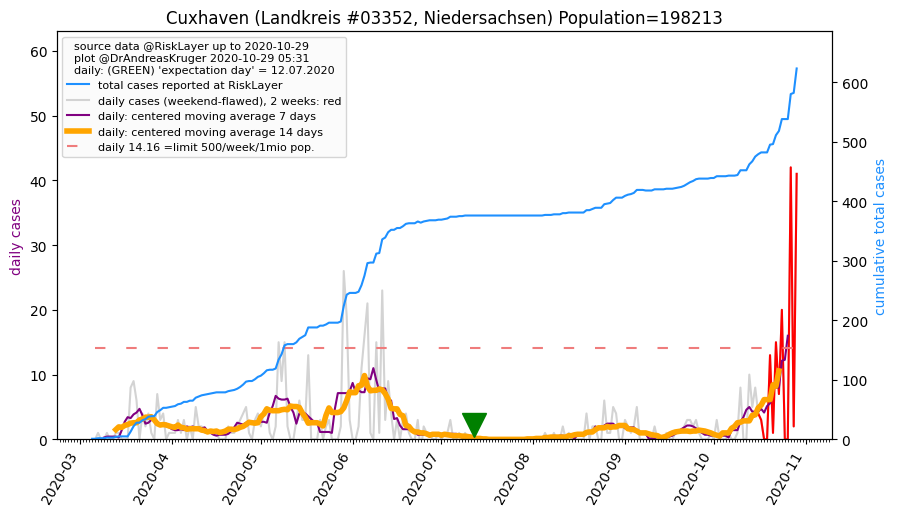 Cuxhaven (Landkreis #03352, Niedersachsen) Population=198213
source data @RiskLayer up to 2020-10-29
plot @DrAndreasKruger 2020-10-29 05:31
daily: (GREEN) 'expectation day' = 12.07.2020
total cases reported at RiskLayer
daily cases (weekend-flawed), 2 weeks: red
daily: centered moving average 7 days
daily: centered moving average 14 days
daily 14.16 =limit 500/week/1mio pop.
daily cases
60
50
40
30
20
10
0
cumulative total cases
600
500
400
300
200
100
0
2020-03
2020-04
2020-05
2020-06
2020-07
2020-08
2020-09
2020-10
2020-11